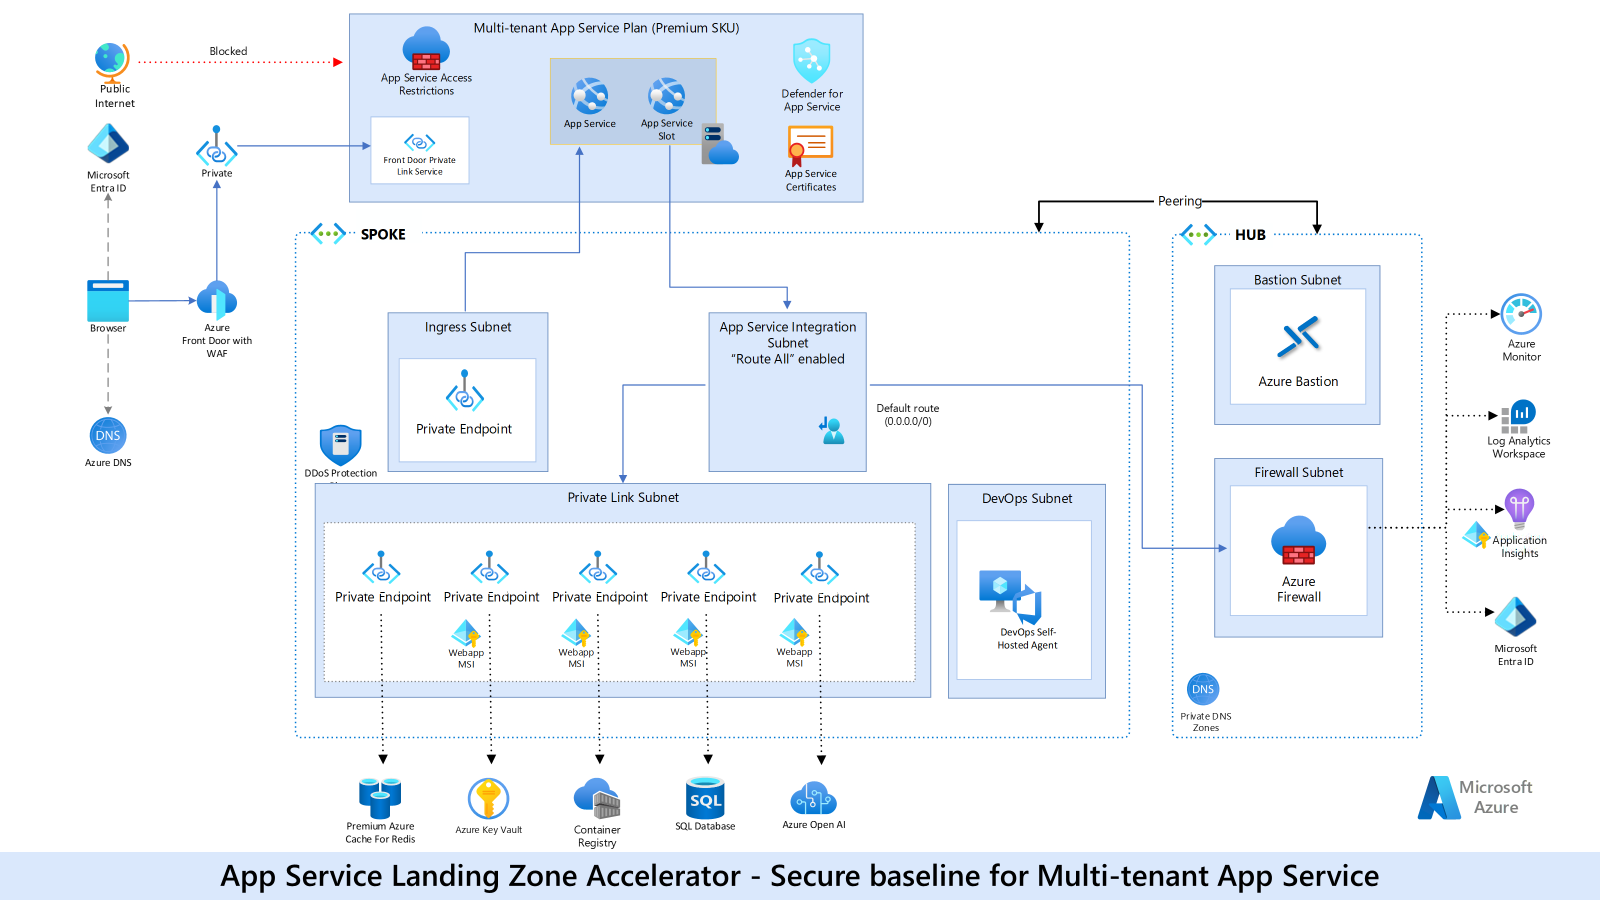 Multi-tenant App Service Plan (Premium SKU)
Blocked
Public
Internet
App Service Access
Restrictions
App Service
App Service
Slot
Defender for
App Service
Microsoft
Entra ID
Private
Front Door Private
Link Service
App Service
Certificates
Peering
SPOKE
HUB
Browser
Azure
Front Door with
WAF
Azure DNS
Ingress Subnet
Private Endpoint
App Service Integration
Subnet
“Route All” enabled
Default route
(0.0.0.0/0)
Bastion Subnet
Azure Bastion
Azure
Monitor
Log Analytics
Workspace
DDoS Protection
Private Link Subnet
Private Endpoint
Private Endpoint
Private Endpoint
Private Endpoint
Private Endpoint
Webapp
MSI
Webapp
MSI
Webapp
MSI
Webapp
MSI
DevOps Subnet
DevOps Self-
Hosted Agent
Firewall Subnet
Azure
Firewall
Application
Insights
Microsoft
Entra ID
DNS
DNS
Private DNS
Zones
Premium Azure
Cache For Redis
Azure Key Vault
Container
Registry
SQL
SQL Database
Azure Open AI
Microsoft
Azure
App Service Landing Zone Accelerator - Secure baseline for Multi-tenant App Service